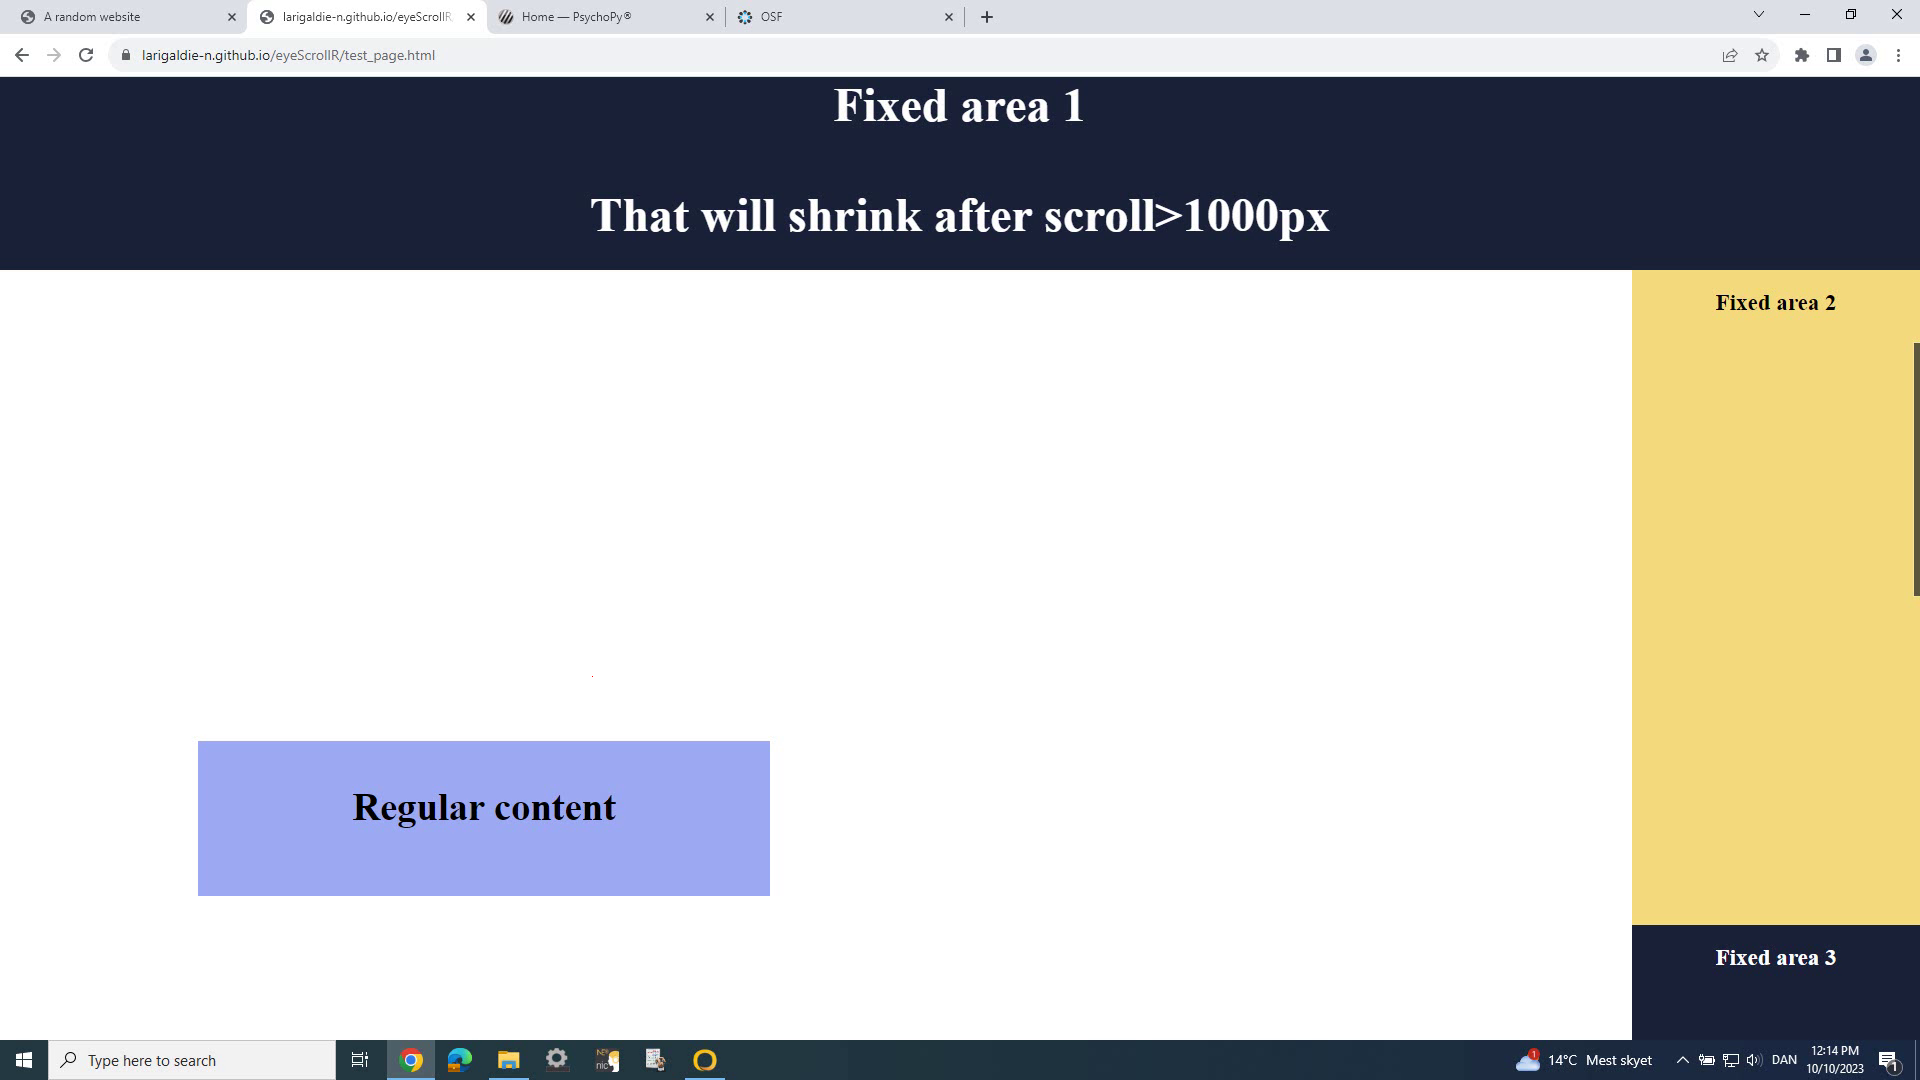 A random website
larigaldie-n.github.io/eyeScrollR
Home — PsychoPy®
OSF
larigaldie-n.github.io/eyeScrollR/test_page.html
Fixed area 1
That will shrink after scroll>1000px
Fixed area 2
Regular content
Fixed area 3
Type here to search
1
14°C Mest skyet
DAN
12:14 PM
10/10/2023
1